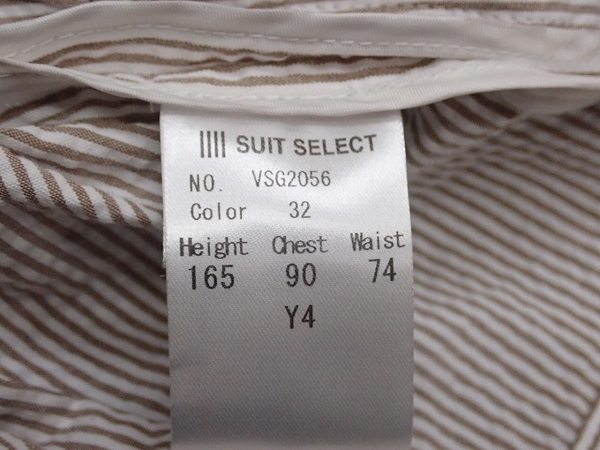 SUIT SELECT
NO. VSG2056
Color 32
Height Chest Waist
165 90 74
Y4